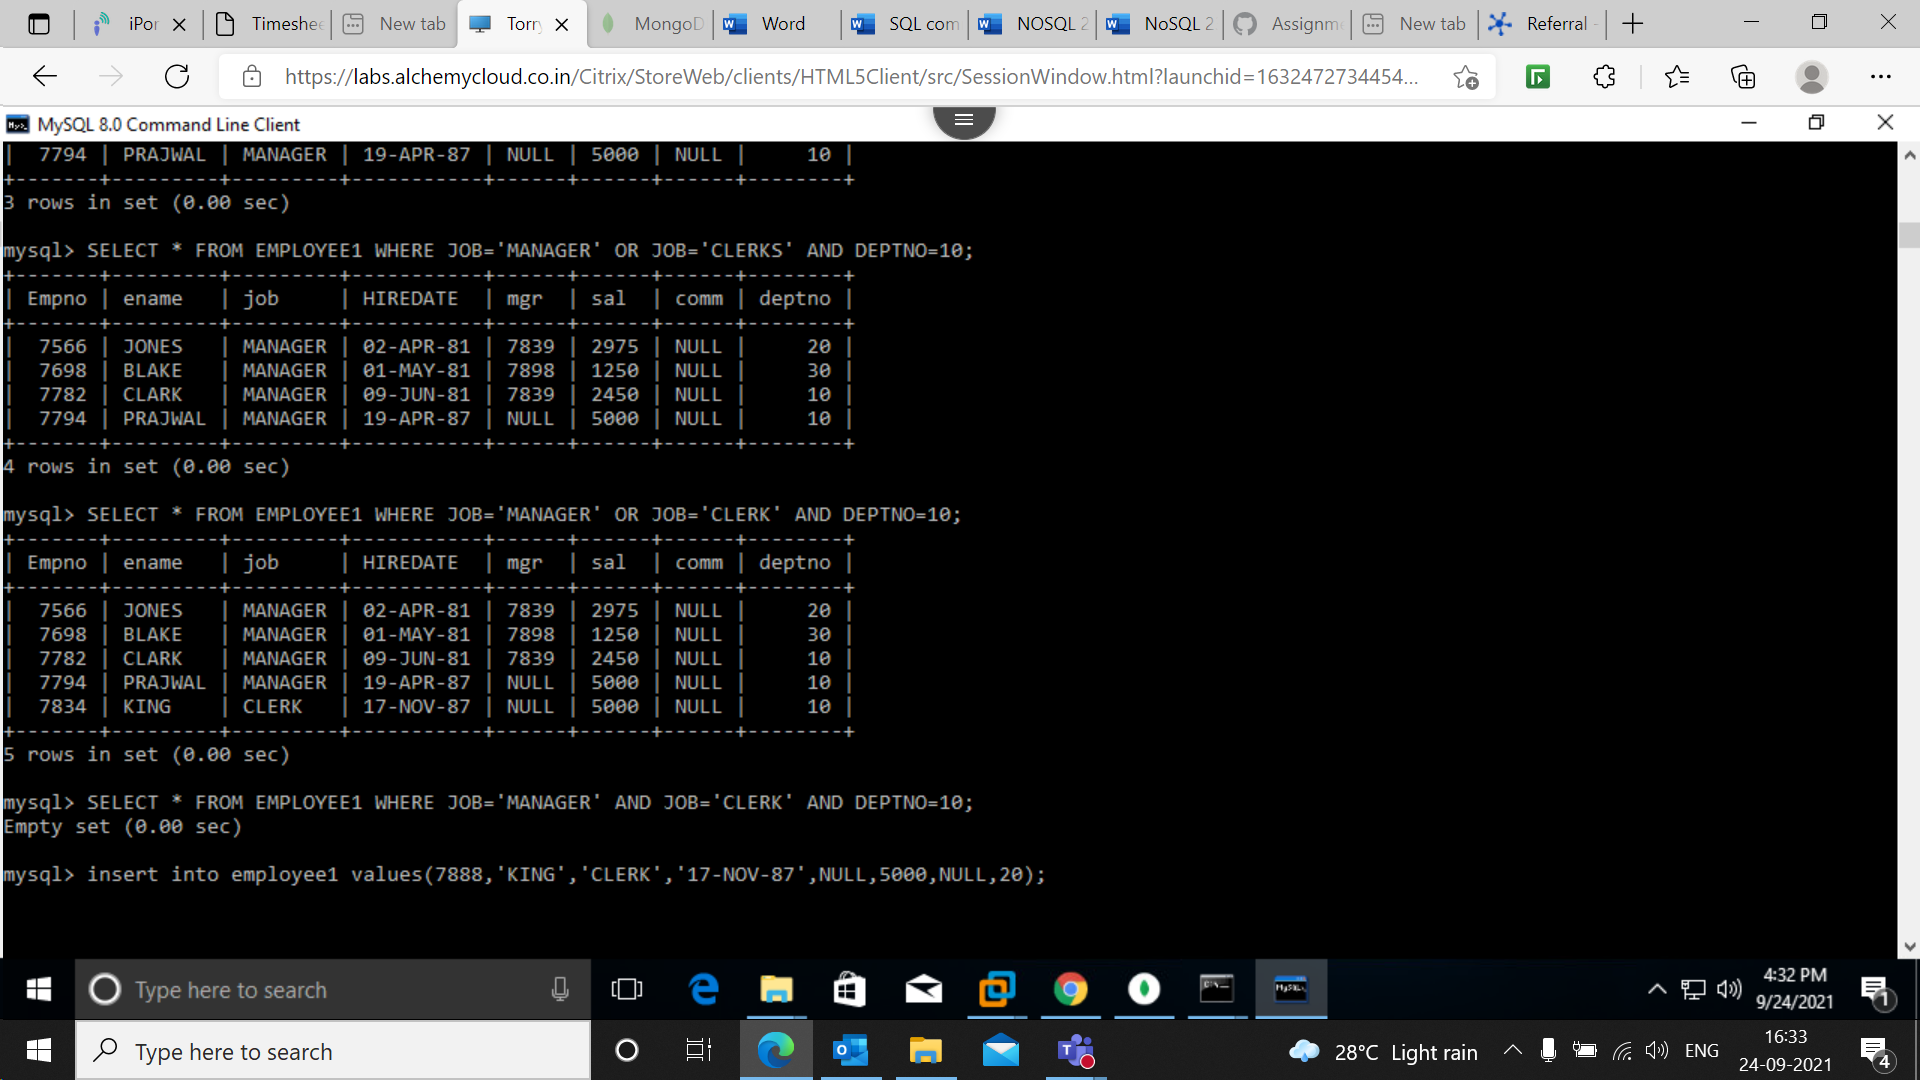 iPor
Timeshee
New tab
Torry
MongoD
Word
SQL com
NOSQL 2
NoSQL 2
Assignme
New tab
Referral -
https://labs.alchemycloud.co.in/Citrix/StoreWeb/clients/HTML5Client/src/SessionWindow.html?launchid=1632472734454...
MySQL 8.0 Command Line Client
| 7794 | PRAJWAL | MANAGER | 19-APR-87 | NULL | 5000 | NULL | 10 |
+-------+---------+---------+-----------+------+------+------+--------+
3 rows in set (0.00 sec)
mysql> SELECT * FROM EMPLOYEE1 WHERE JOB='MANAGER' OR JOB='CLERKS' AND DEPTNO=10;
+-------+---------+---------+-----------+------+------+------+--------+
| Empno | ename | job | HIREDATE | mgr | sal | comm | deptno |
+-------+---------+---------+-----------+------+------+------+--------+
| 7566 | JONES | MANAGER | 02-APR-81 | 7839 | 2975 | NULL | 20 |
| 7698 | BLAKE | MANAGER | 01-MAY-81 | 7898 | 1250 | NULL | 30 |
| 7782 | CLARK | MANAGER | 09-JUN-81 | 7839 | 2450 | NULL | 10 |
| 7794 | PRAJWAL | MANAGER | 19-APR-87 | NULL | 5000 | NULL | 10 |
+-------+---------+---------+-----------+------+------+------+--------+
4 rows in set (0.00 sec)
mysql> SELECT * FROM EMPLOYEE1 WHERE JOB='MANAGER' OR JOB='CLERK' AND DEPTNO=10;
+-------+---------+---------+-----------+------+------+------+--------+
| Empno | ename | job | HIREDATE | mgr | sal | comm | deptno |
+-------+---------+---------+-----------+------+------+------+--------+
| 7566 | JONES | MANAGER | 02-APR-81 | 7839 | 2975 | NULL | 20 |
| 7698 | BLAKE | MANAGER | 01-MAY-81 | 7898 | 1250 | NULL | 30 |
| 7782 | CLARK | MANAGER | 09-JUN-81 | 7839 | 2450 | NULL | 10 |
| 7794 | PRAJWAL | MANAGER | 19-APR-87 | NULL | 5000 | NULL | 10 |
| 7834 | KING | CLERK | 17-NOV-87 | NULL | 5000 | NULL | 10 |
+-------+---------+---------+-----------+------+------+------+--------+
5 rows in set (0.00 sec)
mysql> SELECT * FROM EMPLOYEE1 WHERE JOB='MANAGER' AND JOB='CLERK' AND DEPTNO=10;
Empty set (0.00 sec)
mysql> insert into employee1 values(7888,'KING','CLERK','17-NOV-87',NULL,5000,NULL,20);
Type here to search
4:32 PM
9/24/2021
1
Type here to search
28°C Light rain
ENG
16:33
24-09-2021
4